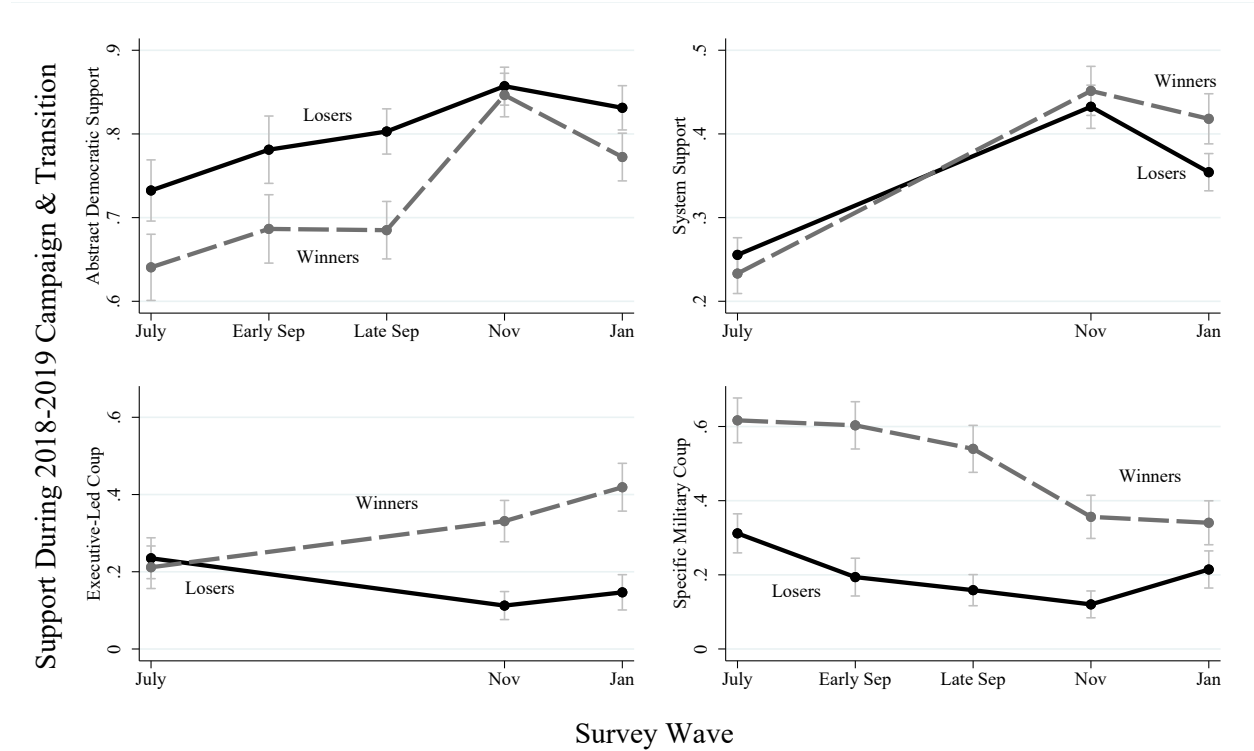 Support During 2018-2019 Campaign & Transition
Abstract Democratic Support
.9
.8
.7
.6
Losers
Winners
July
Early Sep
Late Sep
Nov
Jan
System Support
.5
.4
.3
.2
Winners
Losers
July
Nov
Jan
Executive-Led Coup
.6
.4
.2
0
Winners
Losers
July
Nov
Jan
Specific Military Coup
.6
.4
.2
0
Winners
Losers
July
Early Sep
Late Sep
Nov
Jan
Survey Wave